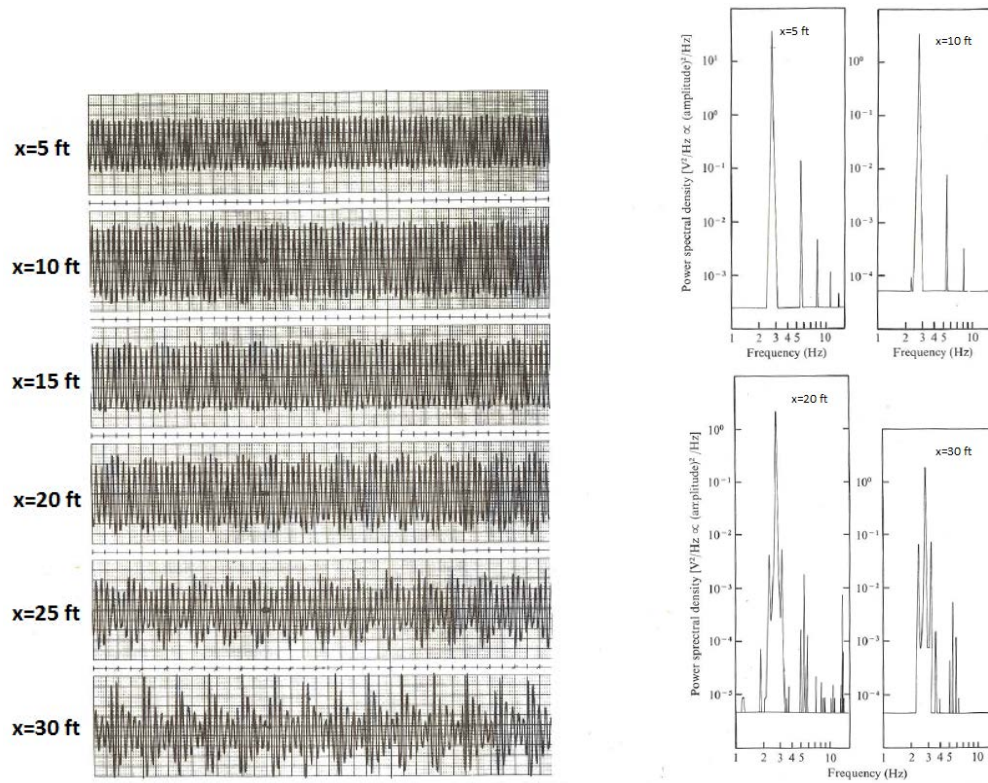 x=5 ft
x=10 ft
x=15 ft
x=20 ft
x=25 ft
x=30 ft
x=5 ft
10¹
10⁰
10⁻¹
10⁻²
10⁻³
Power spectral density [V²/Hz ∝ (amplitude)²/Hz]
1 2 3 4 5 10
Frequency (Hz)
x=10 ft
10⁰
10⁻¹
10⁻²
10⁻³
10⁻⁴
1 2 3 4 5 10
Frequency (Hz)
x=20 ft
10⁰
10⁻¹
10⁻²
10⁻³
10⁻⁴
10⁻⁵
Power sprectral density [V²/Hz ∝ (amplitude)² /Hz]
1 2 3 4 5 10
x=30 ft
10⁰
10⁻¹
10⁻²
10⁻³
10⁻⁴
1 2 3 4 5 10
Frequency (Hz)